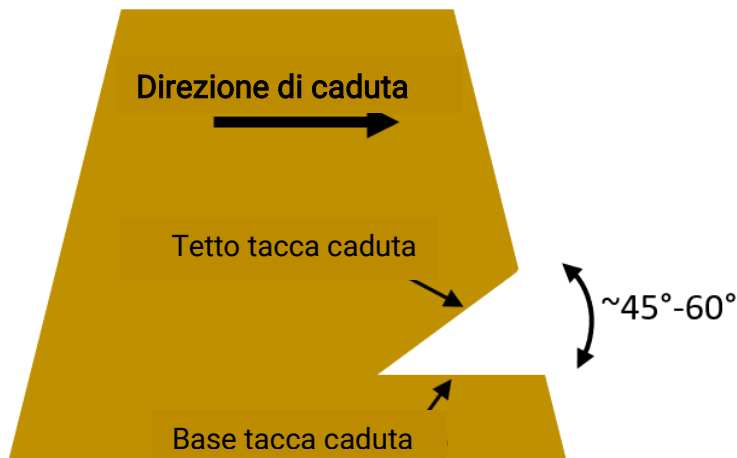 Direzione di caduta
Tetto tacca caduta
~45°-60°
Base tacca caduta